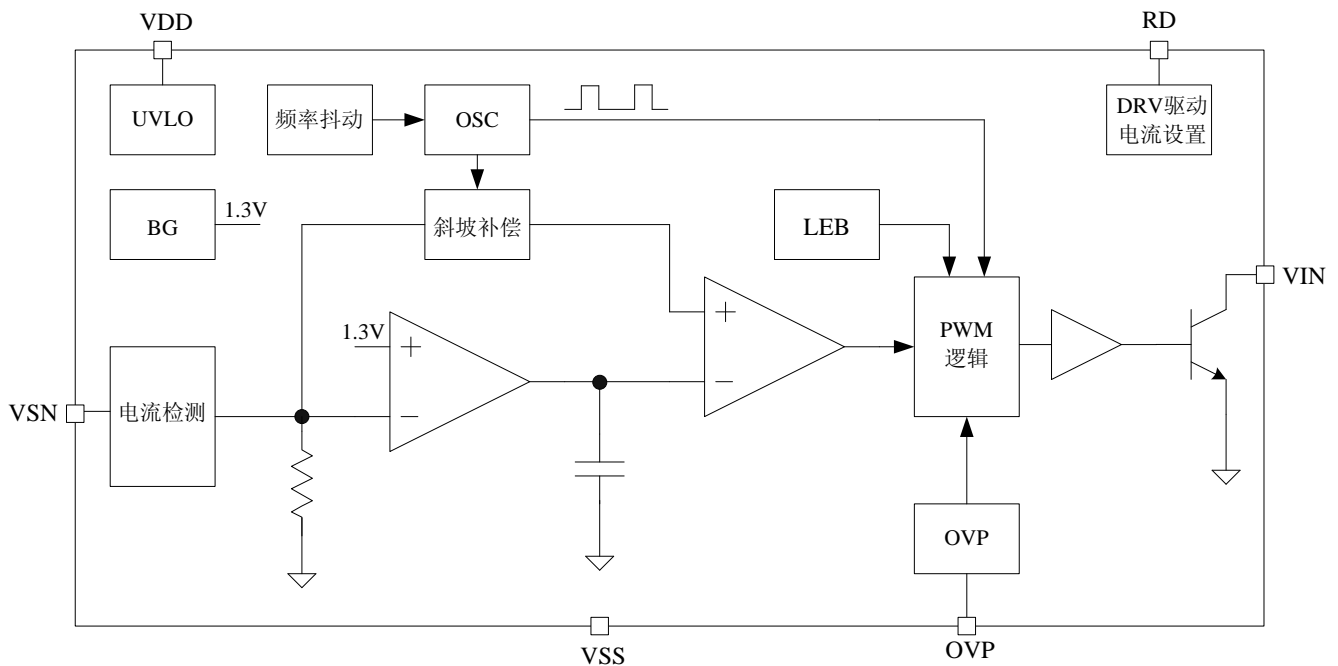 VDD
RD
UVLO
频率抖动
OSC
DRV驱动
电流设置
BG
1.3V
斜坡补偿
LEB
VIN
1.3V
+
+
PWM
逻辑
VSN
电流检测
−
−
OVP
VSS
OVP